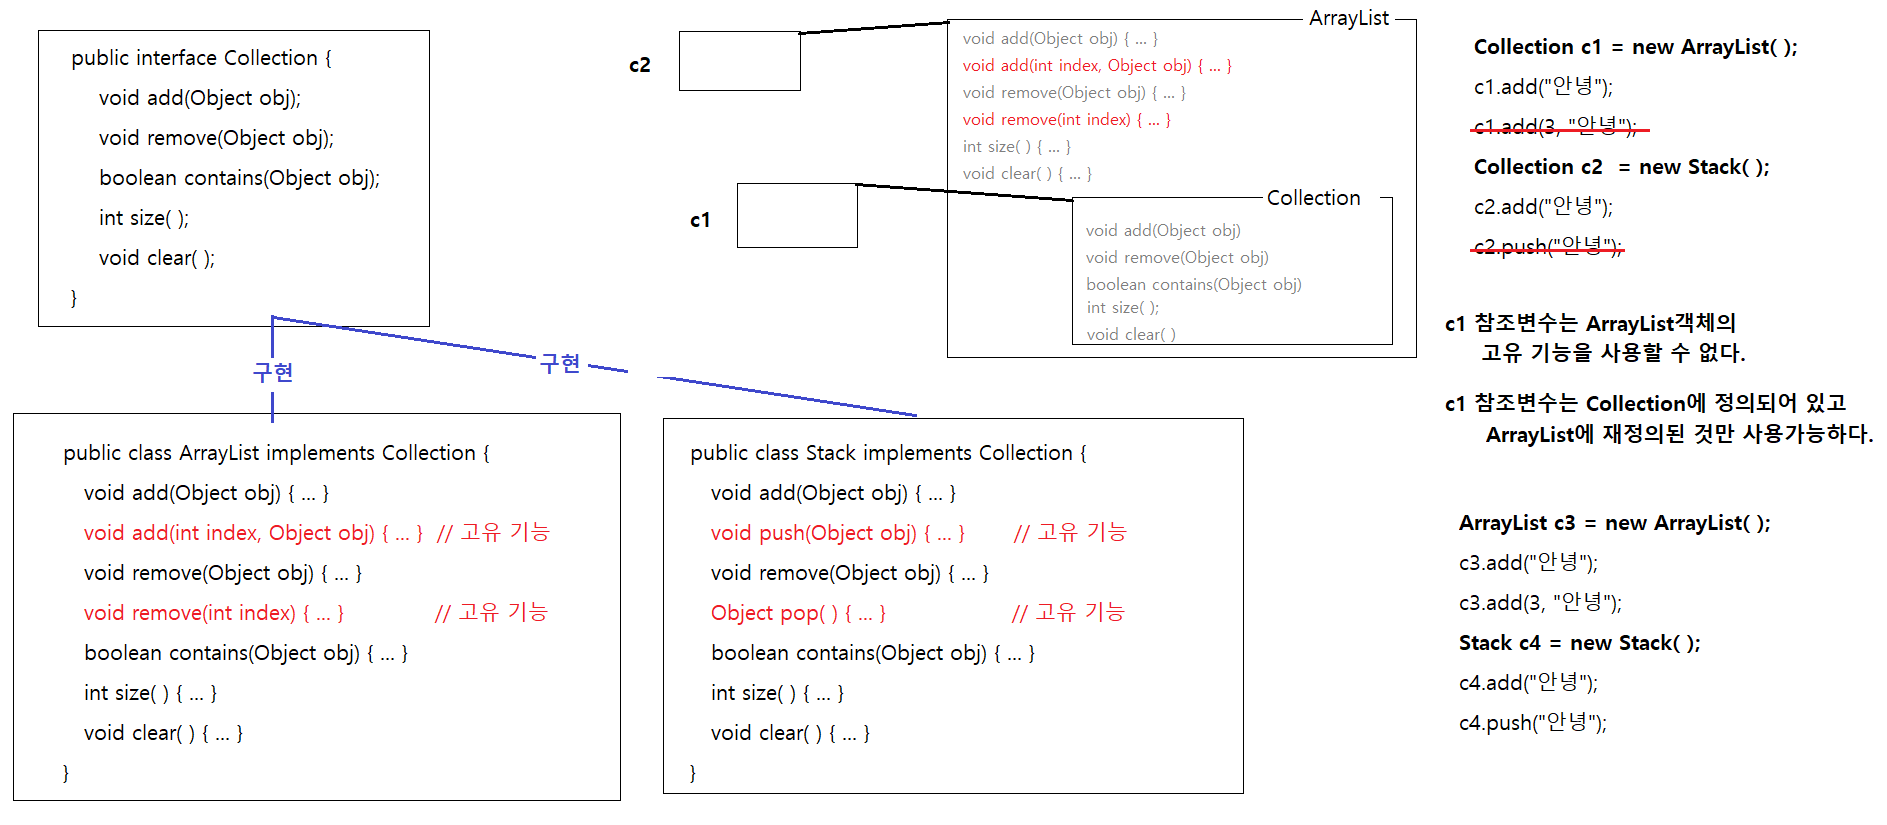 public interface Collection {
void add(Object obj);
void remove(Object obj);
boolean contains(Object obj);
int size( );
void clear( );
}
구현
구현
public class ArrayList implements Collection {
void add(Object obj) { ... }
void add(int index, Object obj) { ... } // 고유 기능
void remove(Object obj) { ... }
void remove(int index) { ... } // 고유 기능
boolean contains(Object obj) { ... }
int size( ) { ... }
void clear( ) { ... }
}
public class Stack implements Collection {
void add(Object obj) { ... }
void push(Object obj) { ... } // 고유 기능
void remove(Object obj) { ... }
Object pop( ) { ... } // 고유 기능
boolean contains(Object obj) { ... }
int size( ) { ... }
void clear( ) { ... }
}
c2
ArrayList
void add(Object obj) { ... }
void add(int index, Object obj) { ... }
void remove(Object obj) { ... }
void remove(int index) { ... }
int size( ) { ... }
void clear( ) { ... }
c1
Collection
void add(Object obj)
void remove(Object obj)
boolean contains(Object obj)
int size( );
void clear( )
Collection c1 = new ArrayList( );
c1.add("안녕");
c1.add(3, "안녕");
Collection c2 = new Stack( );
c2.add("안녕");
c2.push("안녕");
c1 참조변수는 ArrayList객체의
고유 기능을 사용할 수 없다.
c1 참조변수는 Collection에 정의되어 있고
ArrayList에 재정의된 것만 사용가능하다.
ArrayList c3 = new ArrayList( );
c3.add("안녕");
c3.add(3, "안녕");
Stack c4 = new Stack( );
c4.add("안녕");
c4.push("안녕");